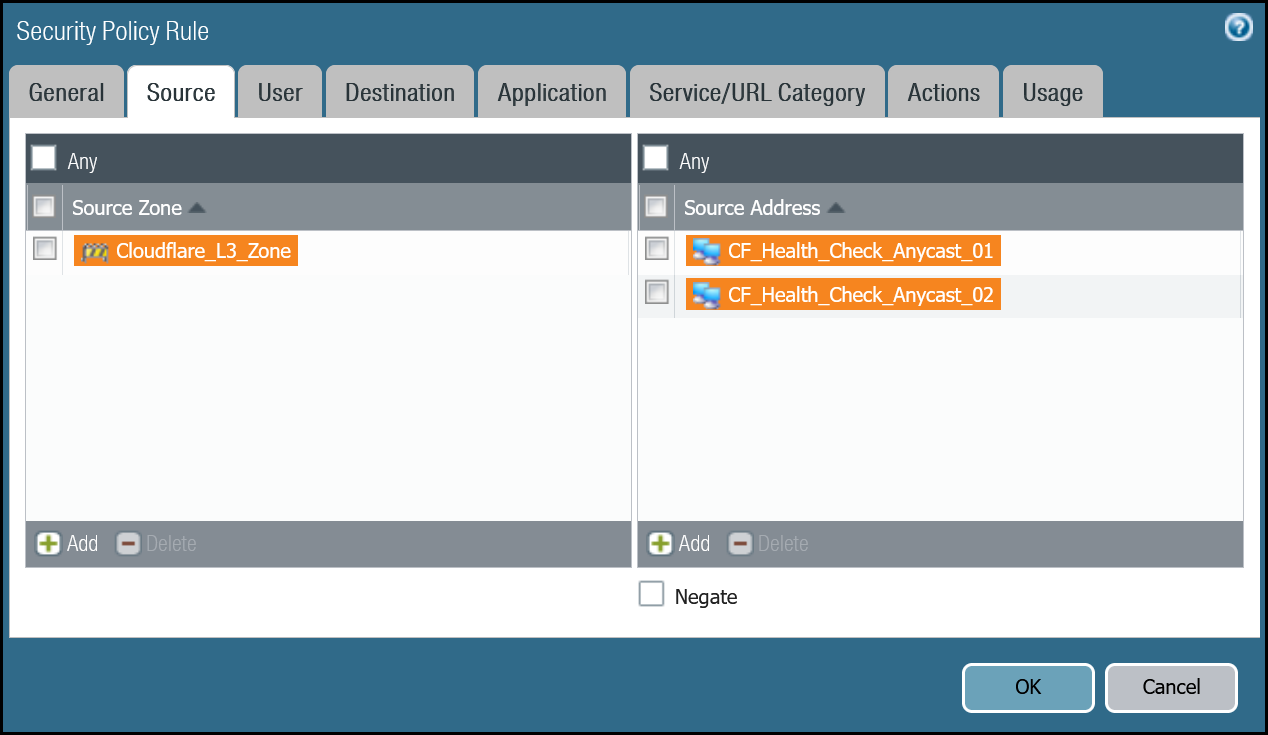 Security Policy Rule
General
Source
User
Destination
Application
Service/URL Category
Actions
Usage
Any
Source Zone
Cloudflare_L3_Zone
Add
Delete
Any
Source Address
CF_Health_Check_Anycast_01
CF_Health_Check_Anycast_02
Add
Delete
Negate
OK
Cancel